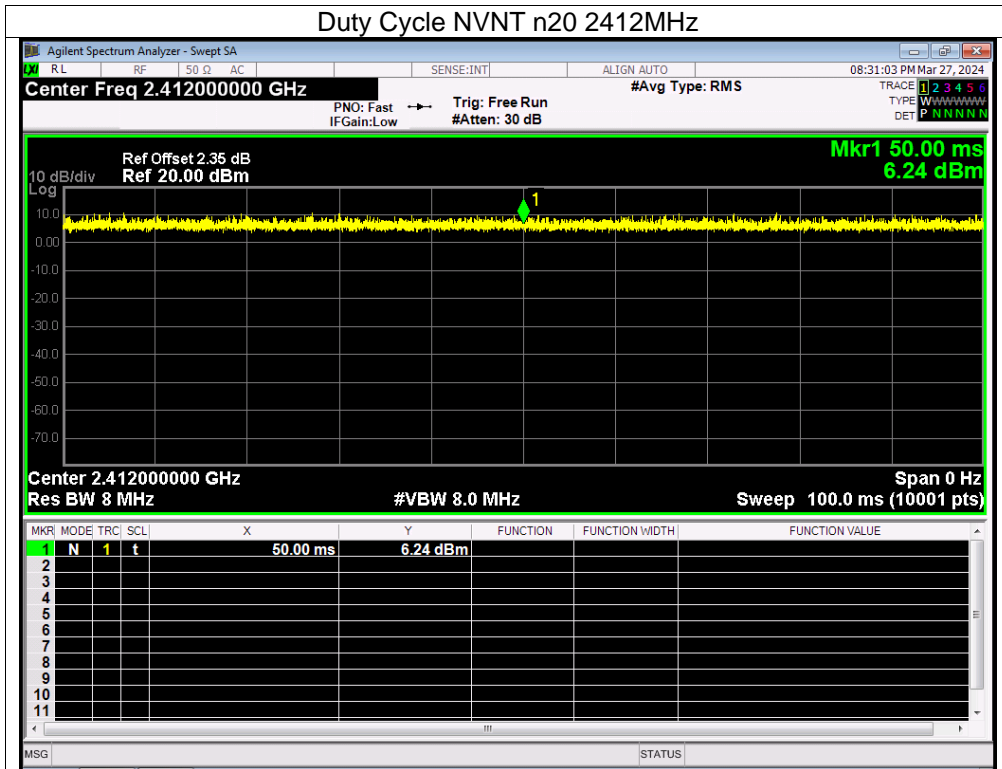 Duty Cycle NVNT n20 2412MHz
Agilent Spectrum Analyzer - Swept SA
LXI RL RF 50 Ω AC SENSE:INT ALIGN AUTO 08:31:03 PM Mar 27, 2024
Center Freq 2.412000000 GHz #Avg Type: RMS TRACE 1 2 3 4 5 6
PNO: Fast Trig: Free Run TYPE WWWWWW
IFGain:Low #Atten: 30 dB DET P N N N N N
Mkr1 50.00 ms
Ref Offset 2.35 dB 6.24 dBm
10 dB/div Ref 20.00 dBm
Log
1
10.0
0.00
-10.0
-20.0
-30.0
-40.0
-50.0
-60.0
-70.0
Center 2.412000000 GHz Span 0 Hz
Res BW 8 MHz #VBW 8.0 MHz Sweep 100.0 ms (10001 pts)
MKR MODE TRC SCL X Y FUNCTION FUNCTION WIDTH FUNCTION VALUE
1 N 1 t 50.00 ms 6.24 dBm
2
3
4
5
6
7
8
9
10
11
MSG STATUS